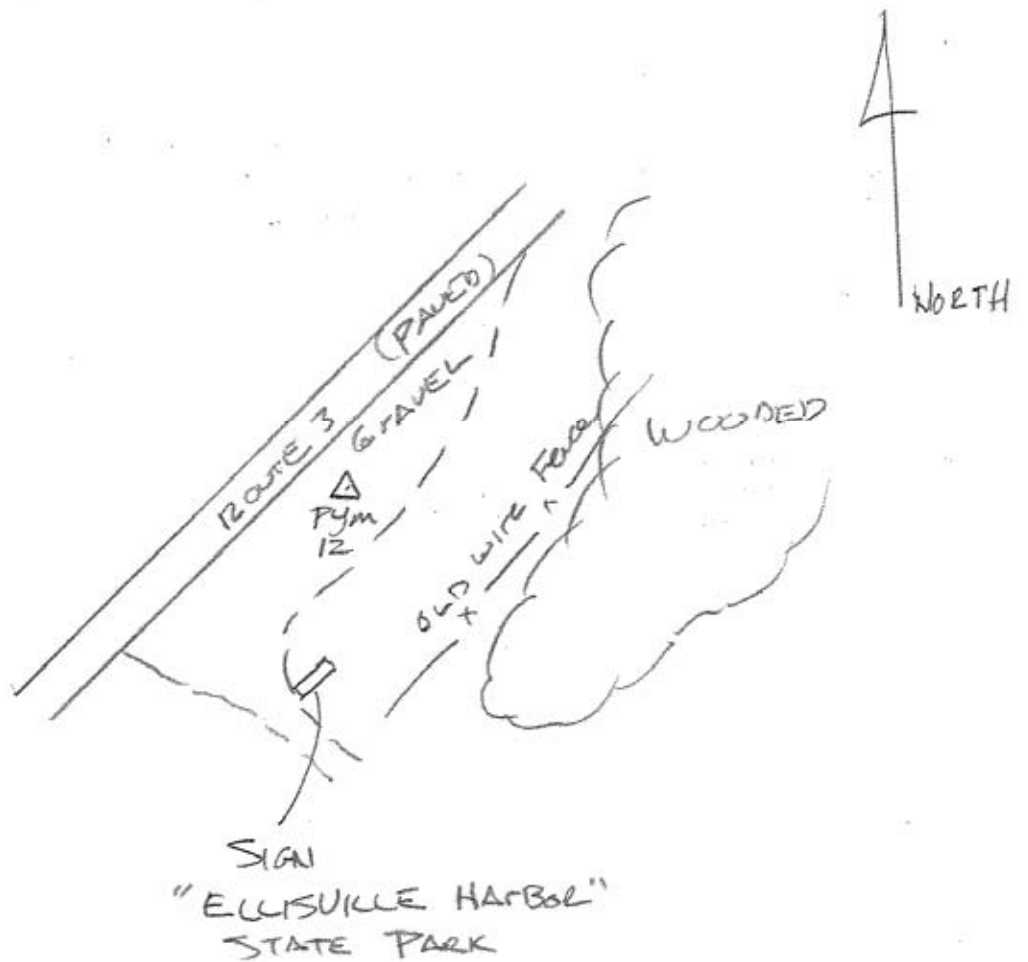 NORTH
(PAVED)
ROUTE 3
GrAVEL
PYM
12
OLD WIrE Fence
WOODED
SIGN
"ELLISVILLE HArBOR"
STATE PARK